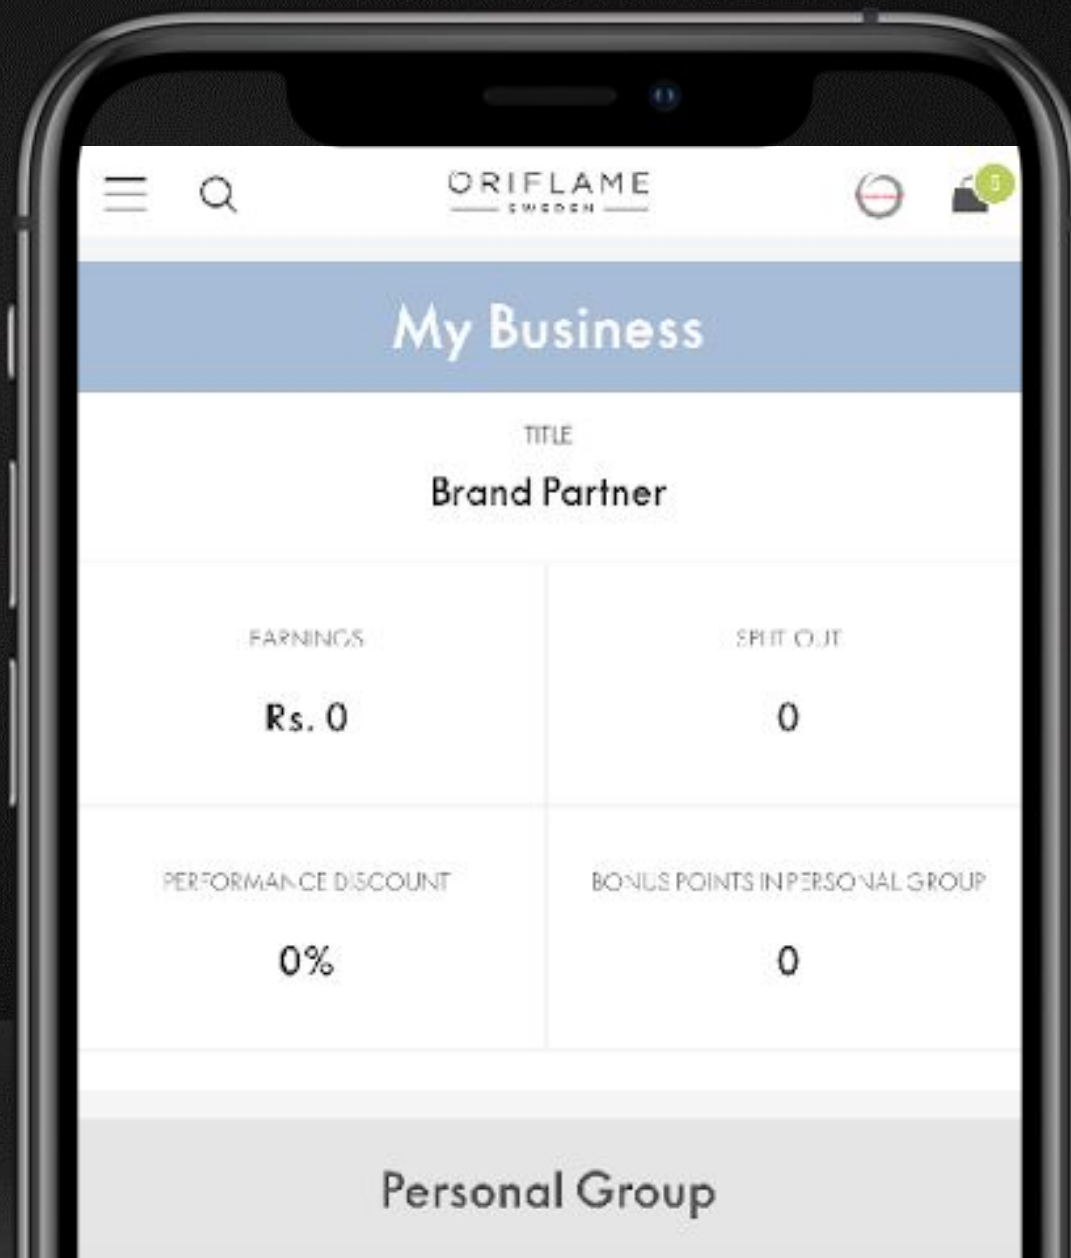 ORIFLAME
SWEDEN
5
My Business
TITLE
Brand Partner
EARNINGS
SPLIT OUT
Rs. 0
0
PERFORMANCE DISCOUNT
BONUS POINTS IN PERSONAL GROUP
0%
0
Personal Group